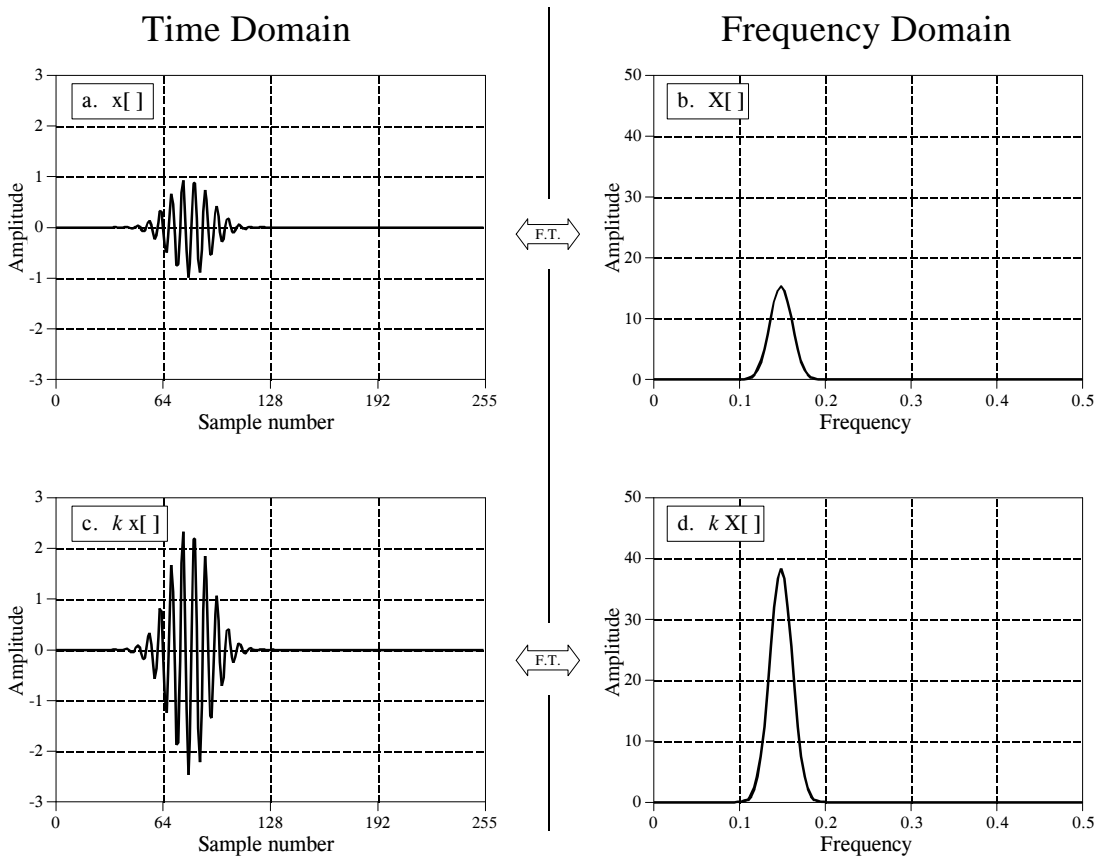 Time Domain
Frequency Domain
a. x[ ]
3
2
1
0
-1
-2
-3
Amplitude
0 64 128 192 255
Sample number
F.T.
b. X[ ]
50
40
30
20
10
0
Amplitude
0 0.1 0.2 0.3 0.4 0.5
Frequency
c. k x[ ]
3
2
1
0
-1
-2
-3
Amplitude
0 64 128 192 255
Sample number
F.T.
d. k X[ ]
50
40
30
20
10
0
Amplitude
0 0.1 0.2 0.3 0.4 0.5
Frequency